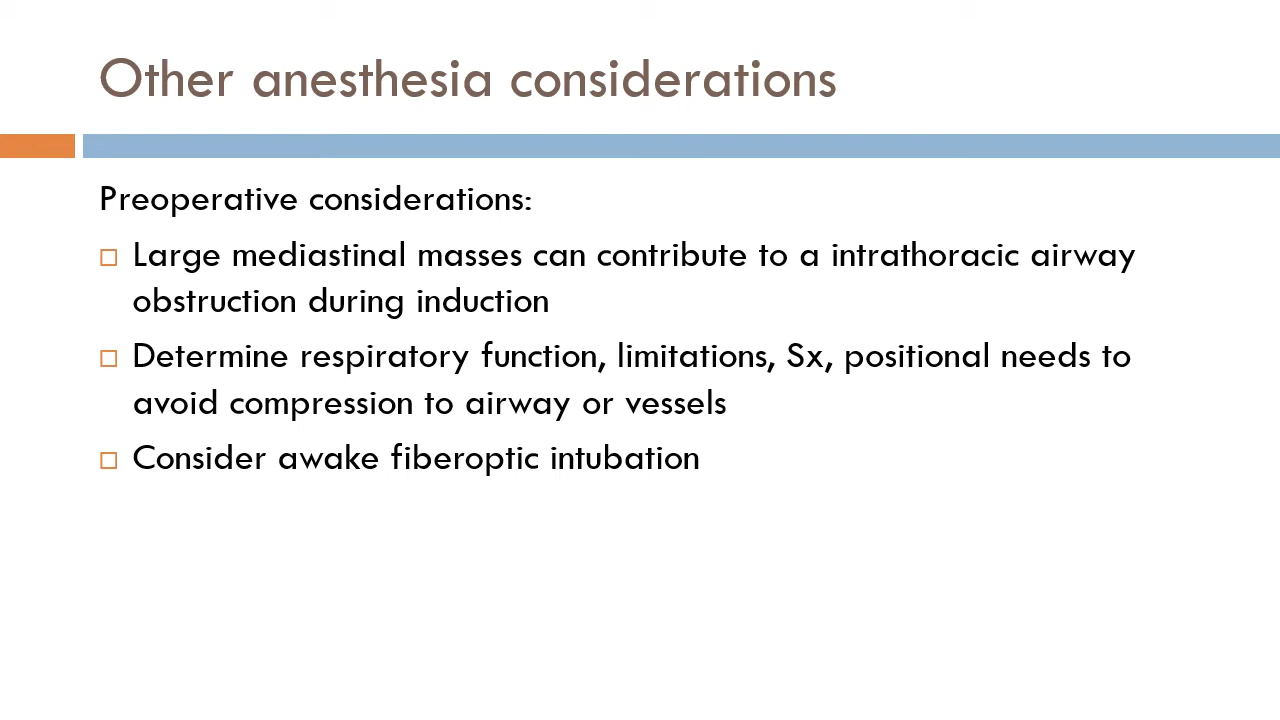 Other anesthesia considerations
Preoperative considerations:
Large mediastinal masses can contribute to a intrathoracic airway
obstruction during induction
Determine respiratory function, limitations, Sx, positional needs to
avoid compression to airway or vessels
Consider awake fiberoptic intubation